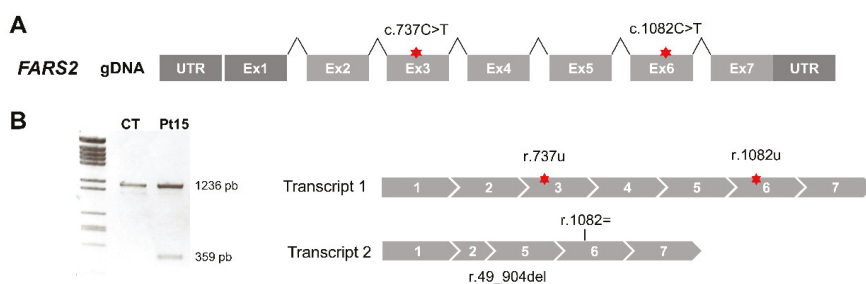 A
c.737C>T
c.1082C>T
FARS2 gDNA UTR Ex1 Ex2 Ex3 Ex4 Ex5 Ex6 Ex7 UTR
B
CT Pt15
1236 pb
359 pb
r.737u
r.1082u
Transcript 1 1 2 3 4 5 6 7
r.1082=
Transcript 2 1 2 5 6 7
r.49_904del